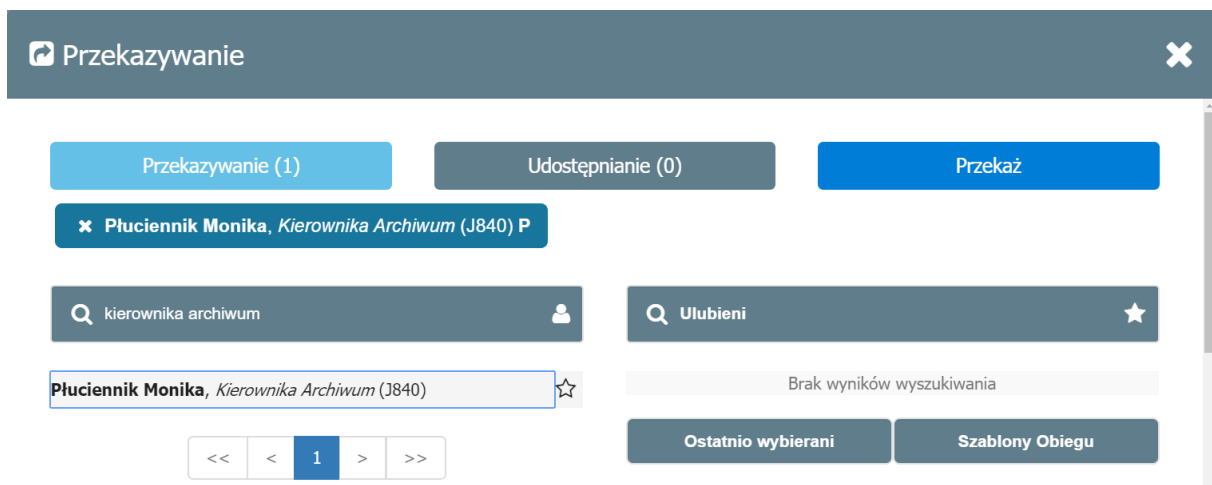 Przekazywanie
Przekazywanie (1)
Udostępnianie (0)
Przekaż
Płuciennik Monika, Kierownika Archiwum (J840) P
kierownika archiwum
Ulubieni
Płuciennik Monika, Kierownika Archiwum (J840)
Brak wyników wyszukiwania
Ostatnio wybierani
Szablony Obiegu
<< < 1 > >>